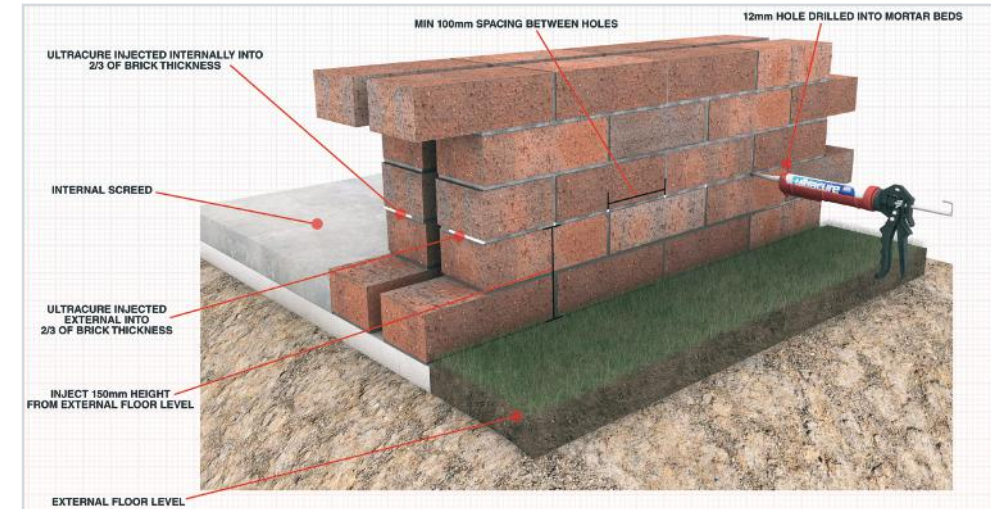 MIN 100mm SPACING BETWEEN HOLES
12mm HOLE DRILLED INTO MORTAR BEDS
ULTRACURE INJECTED INTERNALLY INTO
2/3 OF BRICK THICKNESS
INTERNAL SCREED
ultracure
ULTRACURE INJECTED
EXTERNAL INTO
2/3 OF BRICK THICKNESS
INJECT 150mm HEIGHT
FROM EXTERNAL FLOOR LEVEL
EXTERNAL FLOOR LEVEL